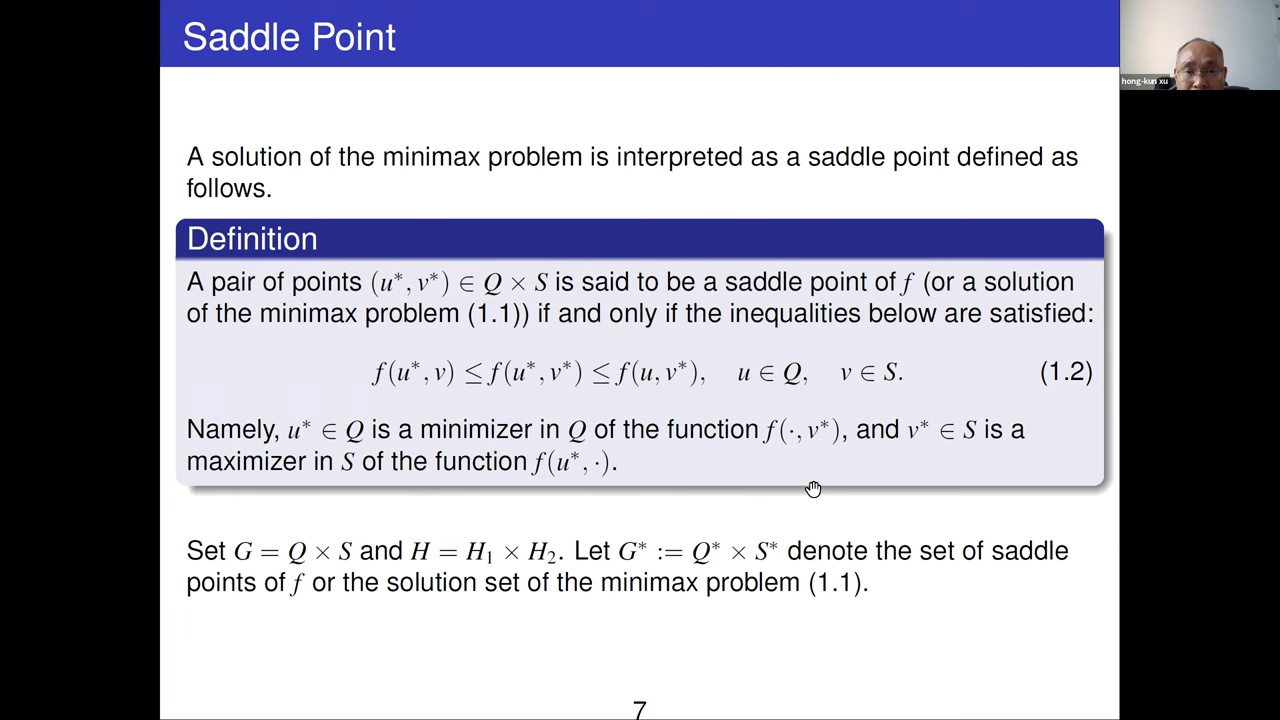 Saddle Point
hong-kun xu
A solution of the minimax problem is interpreted as a saddle point defined as
follows.
Definition
A pair of points (u*, v*) ∈ Q × S is said to be a saddle point of f (or a solution
of the minimax problem (1.1)) if and only if the inequalities below are satisfied:
f(u*, v) ≤ f(u*, v*) ≤ f(u, v*), u ∈ Q, v ∈ S. (1.2)
Namely, u* ∈ Q is a minimizer in Q of the function f(·, v*), and v* ∈ S is a
maximizer in S of the function f(u*, ·).
Set G = Q × S and H = H₁ × H₂. Let G* := Q* × S* denote the set of saddle
points of f or the solution set of the minimax problem (1.1).
7